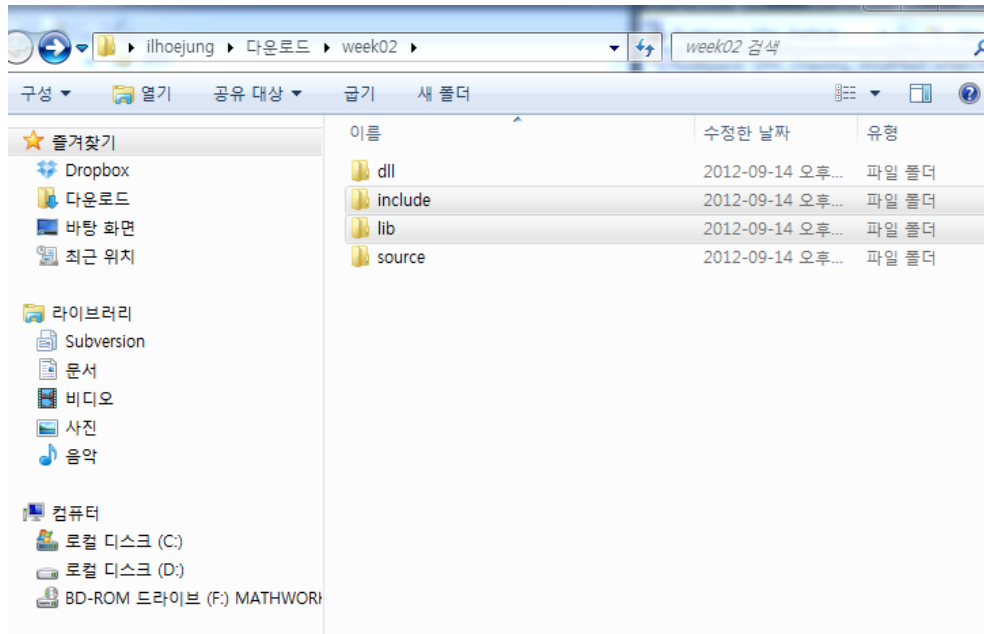 ilhoejung 다운로드 week02 week02 검색
구성 열기 공유 대상 굽기 새 폴더
즐겨찾기
Dropbox
다운로드
바탕 화면
최근 위치
라이브러리
Subversion
문서
비디오
사진
음악
컴퓨터
로컬 디스크 (C:)
로컬 디스크 (D:)
BD-ROM 드라이브 (F:) MATHWORK
이름 수정한 날짜 유형
dll 2012-09-14 오후... 파일 폴더
include 2012-09-14 오후... 파일 폴더
lib 2012-09-14 오후... 파일 폴더
source 2012-09-14 오후... 파일 폴더